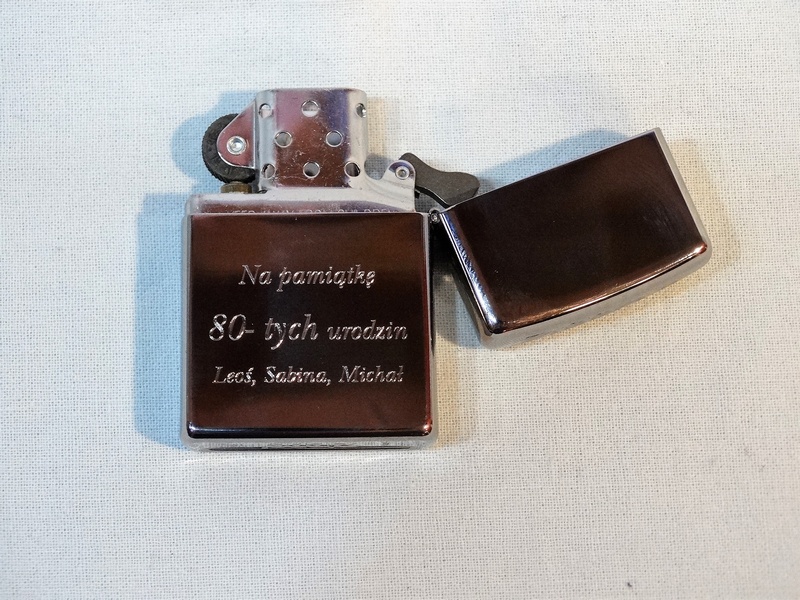 Na pamiątkę
80- tych urodzin
Leoś, Sabina, Michał